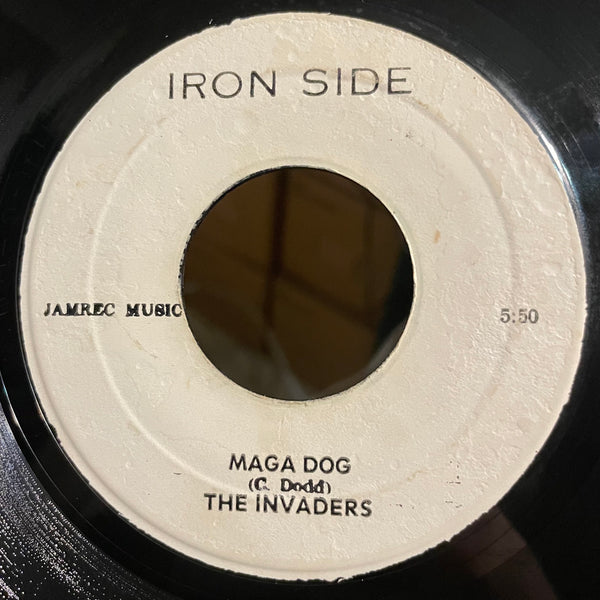 IRON SIDE
JAMREC MUSIC
5:50
MAGA DOG
(C. Dodd)
THE INVADERS